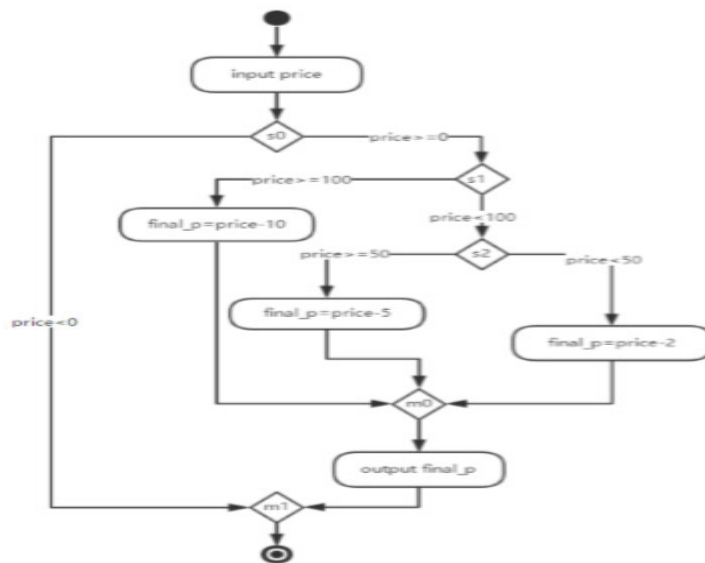 input price
s0
price>=0
price>=100
s1
final_p=price-10
price<100
price>=50
s2
price<50
final_p=price-5
price<0
final_p=price-2
m0
output final_p
m1